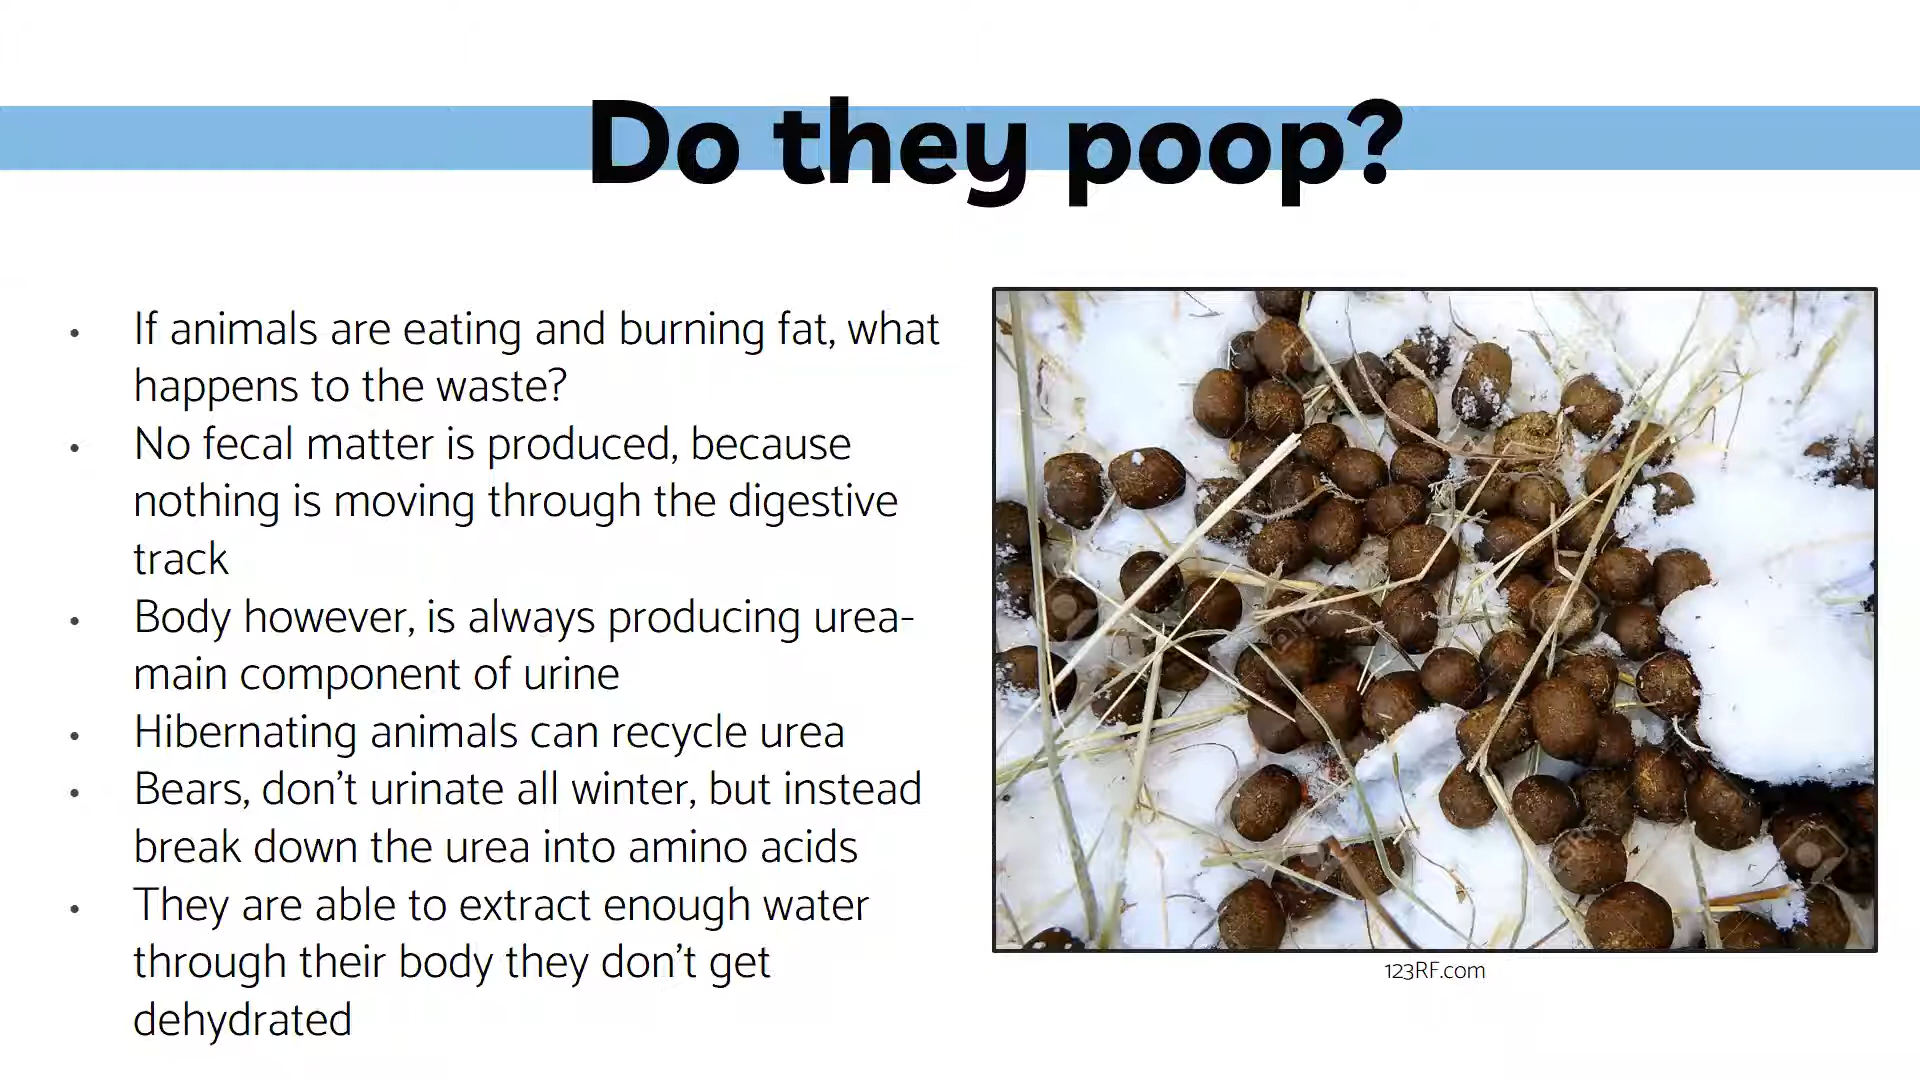 Do they poop?
• If animals are eating and burning fat, what
happens to the waste?
• No fecal matter is produced, because
nothing is moving through the digestive
track
• Body however, is always producing urea-
main component of urine
• Hibernating animals can recycle urea
• Bears, don’t urinate all winter, but instead
break down the urea into amino acids
• They are able to extract enough water
through their body they don’t get
dehydrated
123RF.com